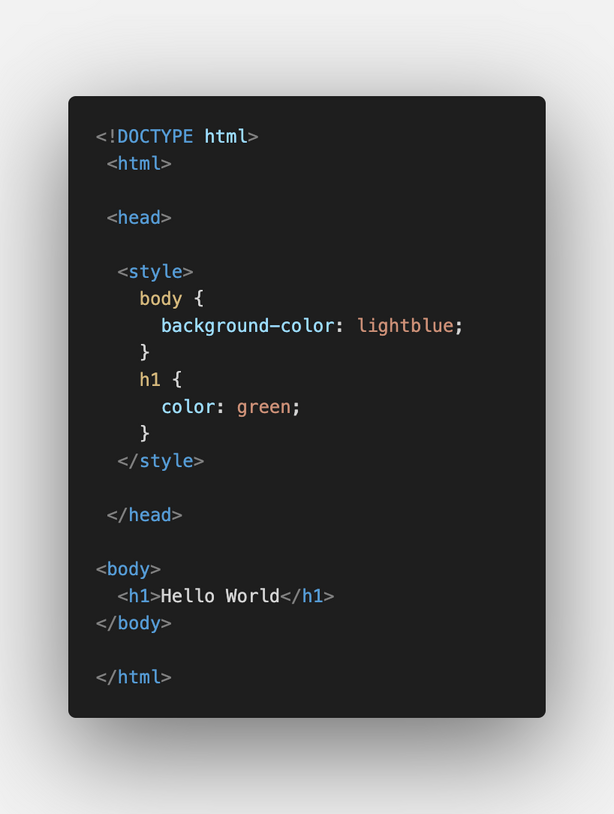 <!DOCTYPE html>
<html>
<head>
<style>
body {
background-color: lightblue;
}
h1 {
color: green;
}
</style>
</head>
<body>
<h1>Hello World</h1>
</body>
</html>